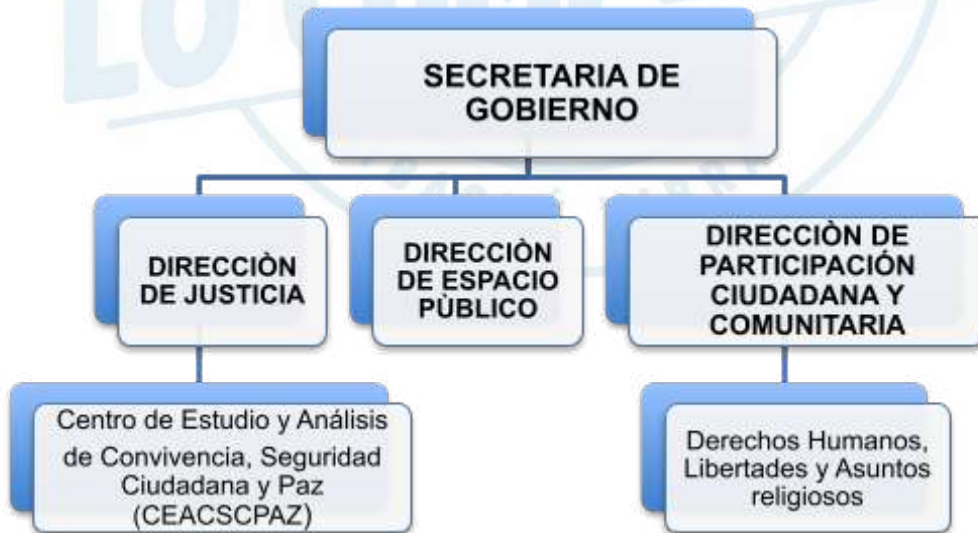 SECRETARIA DE
GOBIERNO
DIRECCIÒN
DE JUSTICIA
DIRECCIÒN
DE ESPACIO
PÙBLICO
DIRECCIÒN DE
PARTICIPACIÓN
CIUDADANA Y
COMUNITARIA
Centro de Estudio y Análisis
de Convivencia, Seguridad
Ciudadana y Paz
(CEACSCPAZ)
Derechos Humanos,
Libertades y Asuntos
religiosos